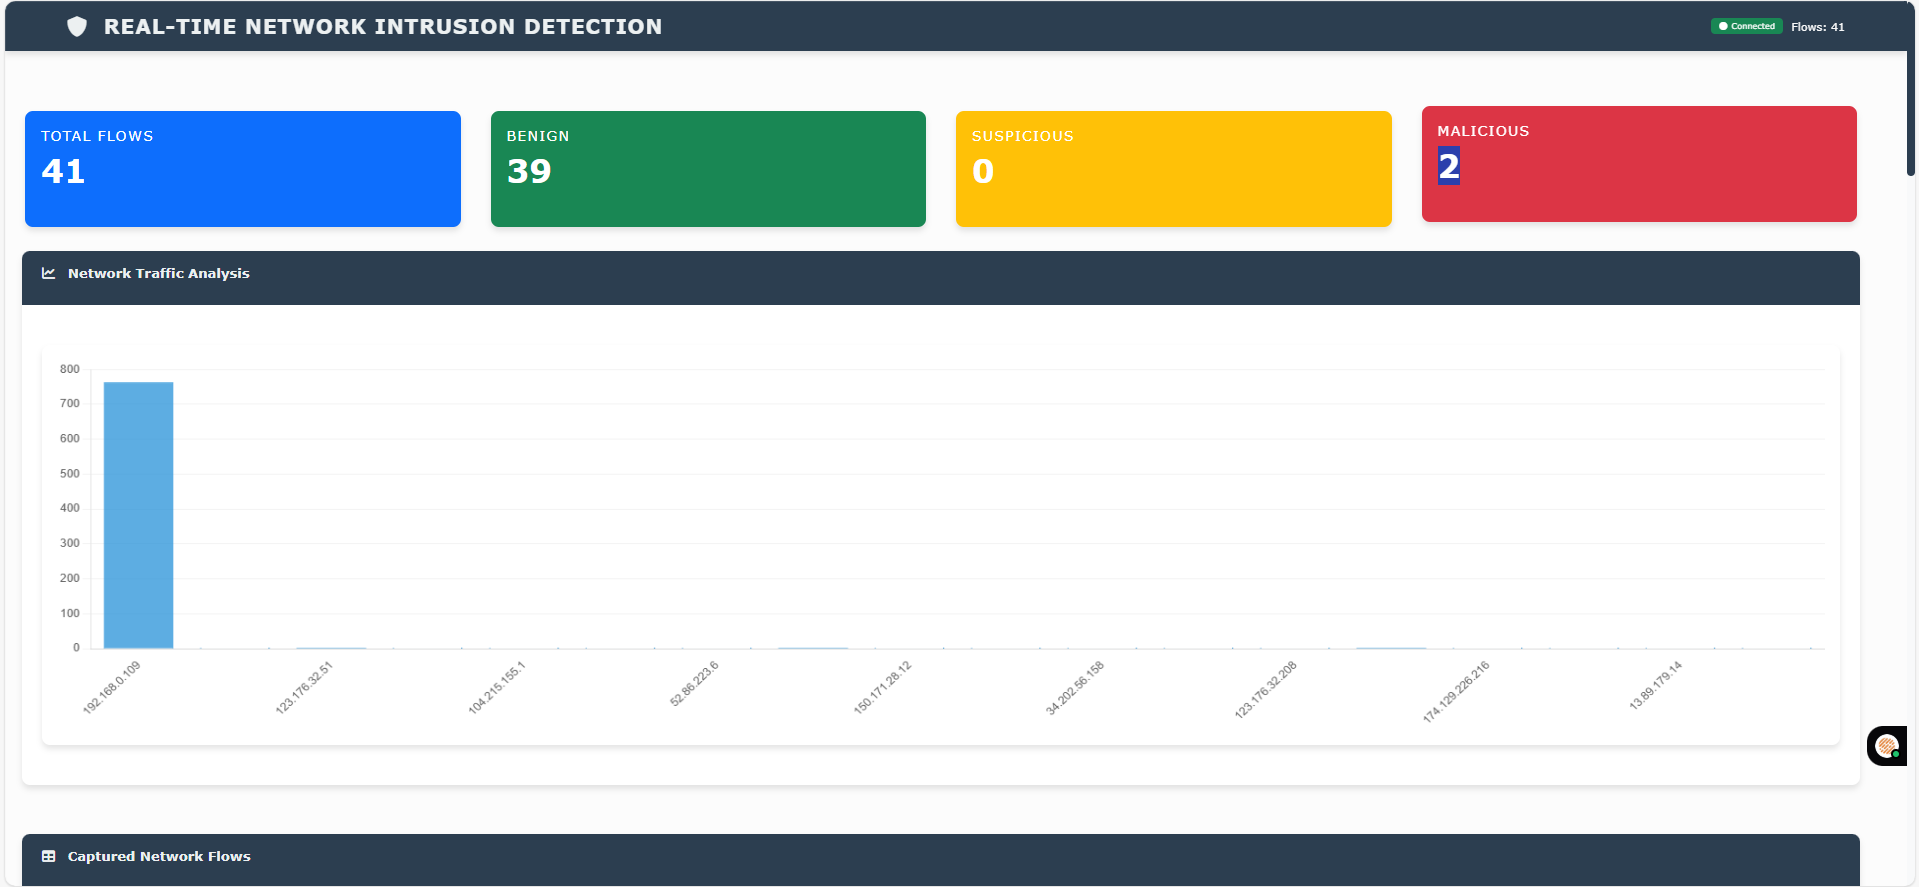 REAL-TIME NETWORK INTRUSION DETECTION
Connected Flows: 41
TOTAL FLOWS
41
BENIGN
39
SUSPICIOUS
0
MALICIOUS
2
Network Traffic Analysis
800
700
600
500
400
300
200
100
0
192.168.0.109
123.176.32.51
104.215.155.1
52.86.223.6
150.171.28.12
34.202.56.158
123.176.32.208
174.129.226.216
13.89.179.14
Captured Network Flows